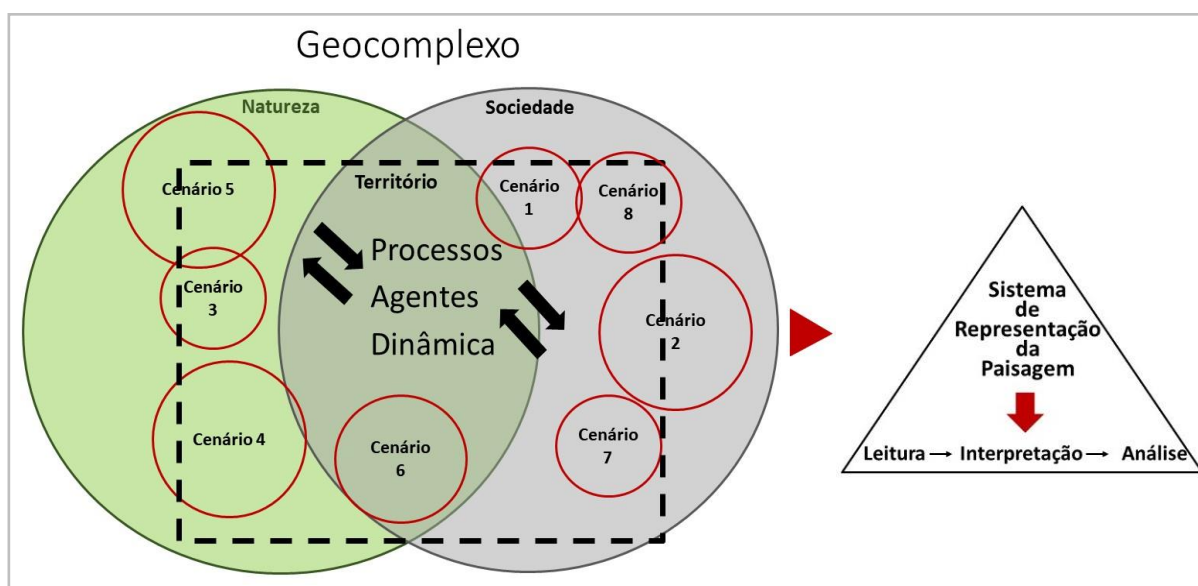 Geocomplexo
Natureza
Sociedade
Cenário 5
Território
Cenário
1
Cenário
8
Processos
Agentes
Dinâmica
Cenário
3
Cenário
2
Cenário 4
Cenário
6
Cenário
7
Sistema
de
Representação
da
Paisagem
Leitura → Interpretação → Análise